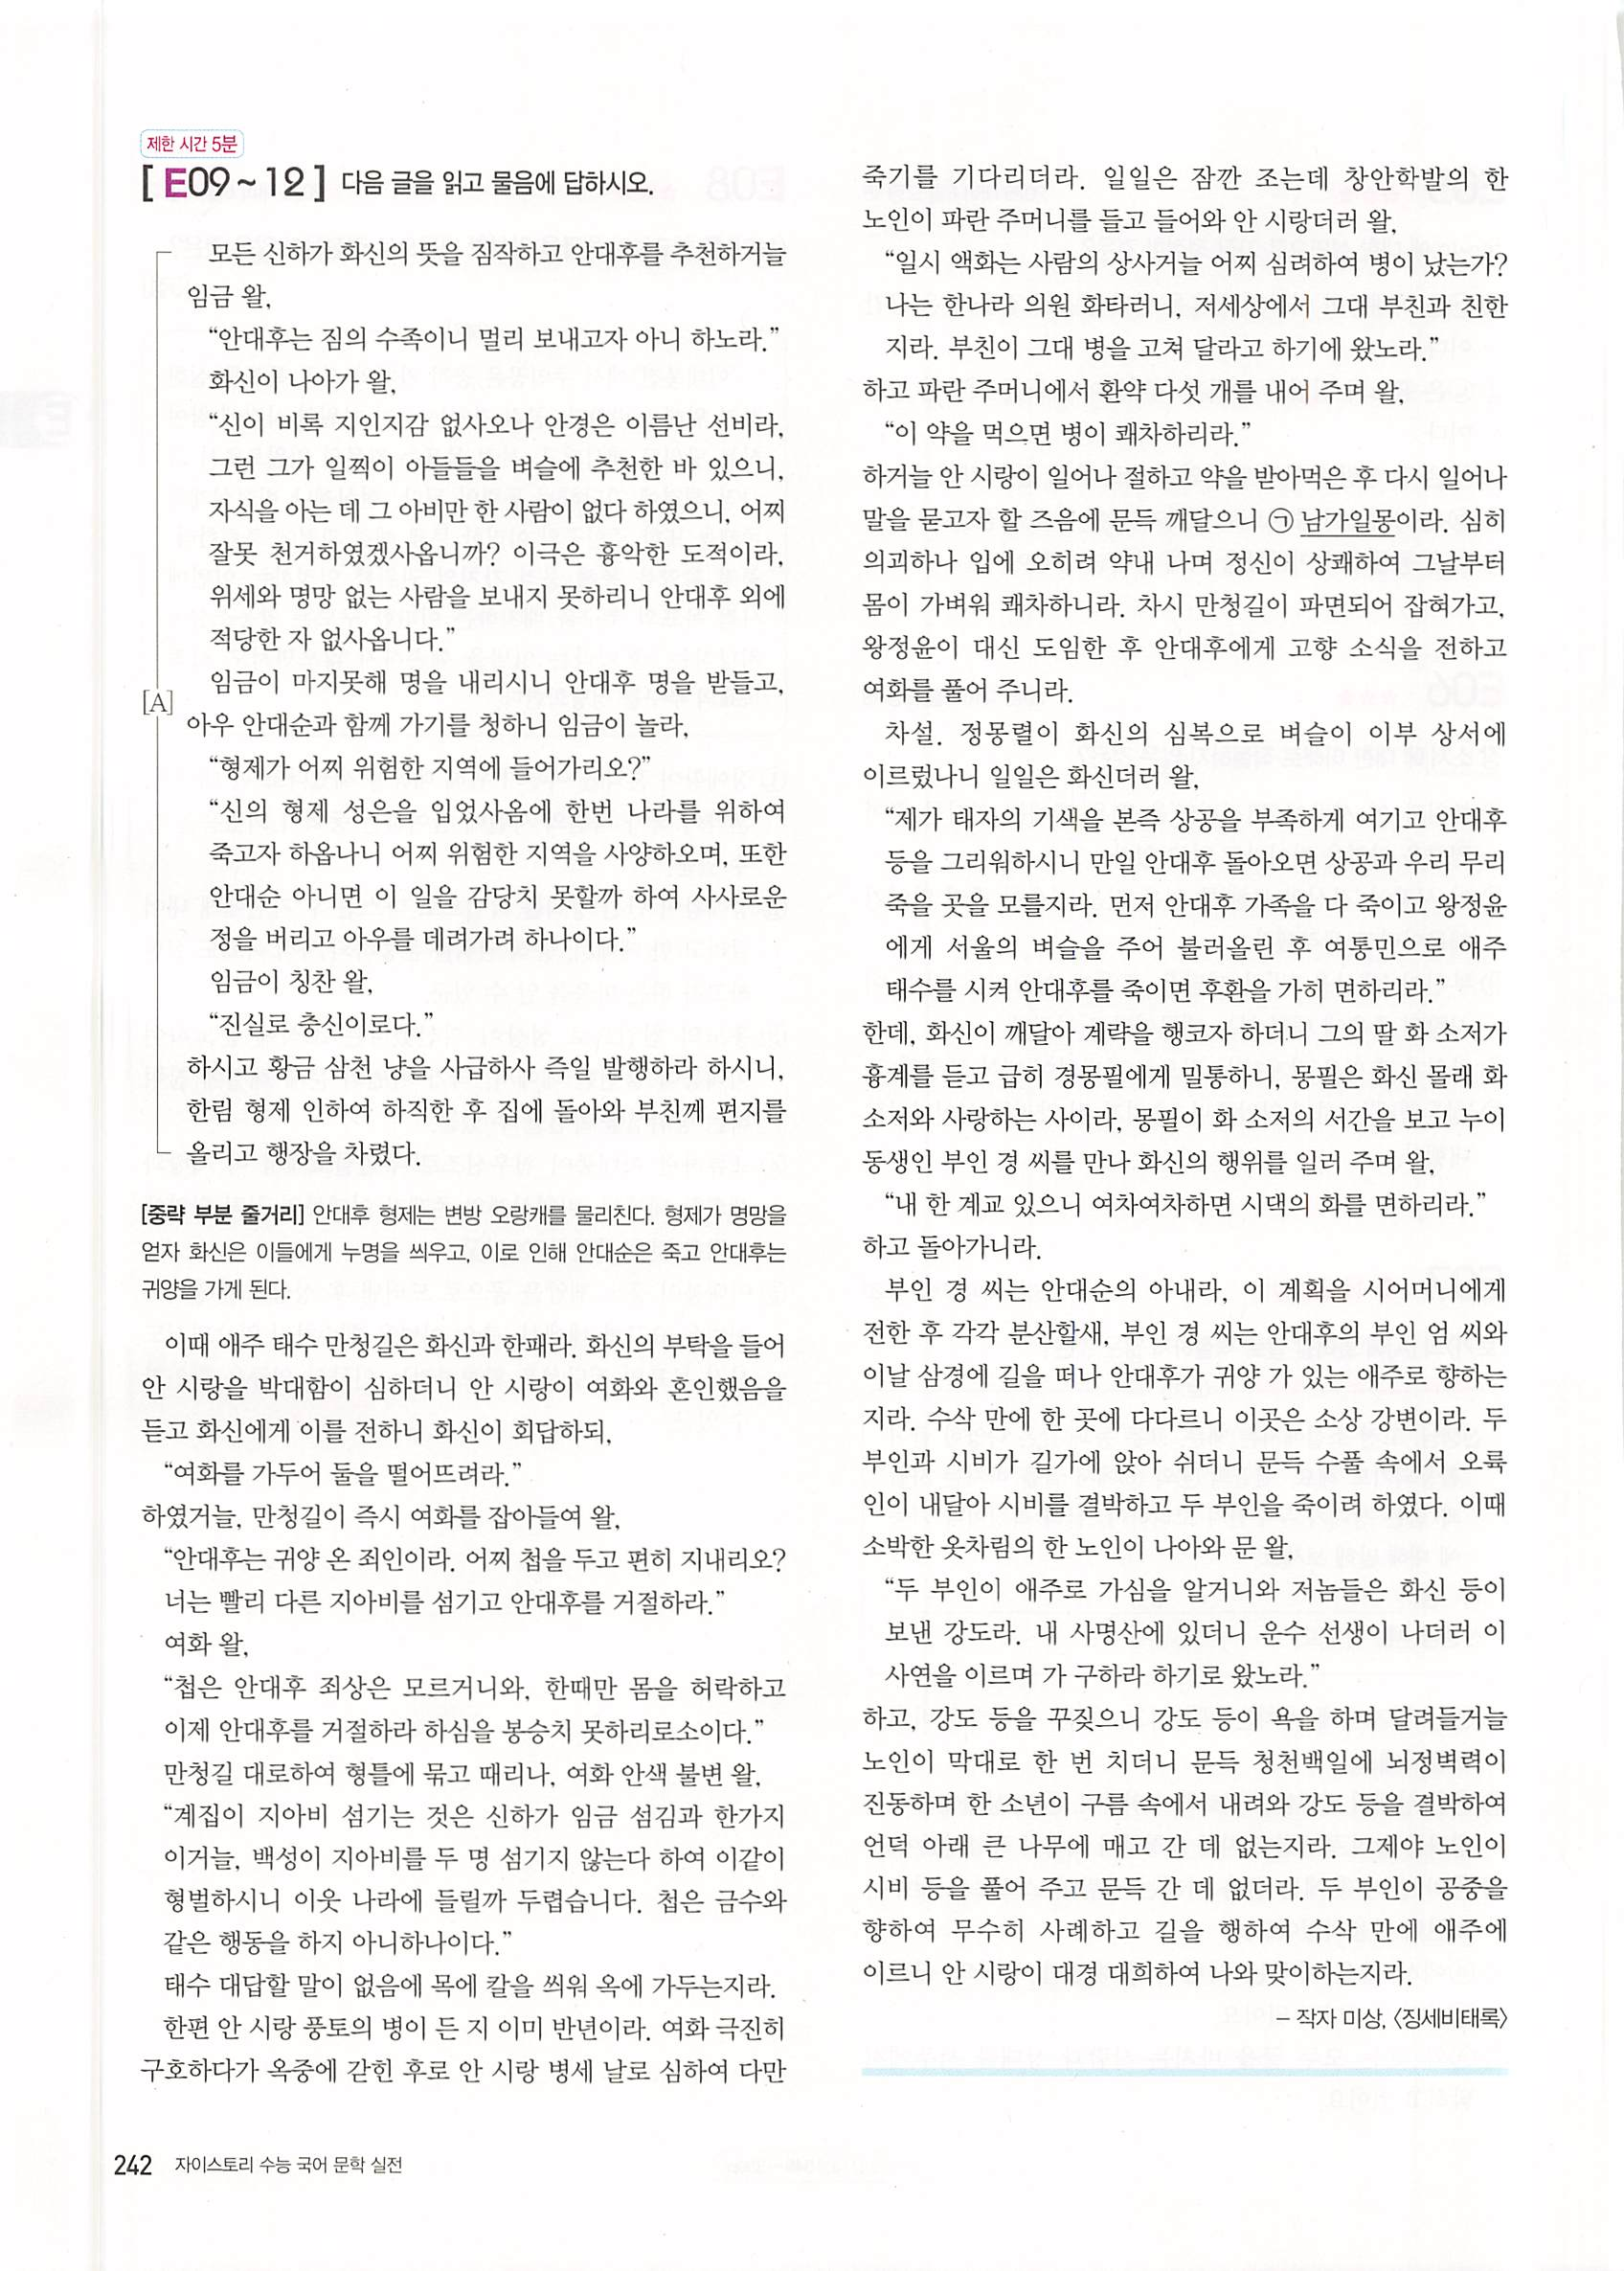 제한 시간 5분
[ E09 ~ 12 ] 다음 글을 읽고 물음에 답하시오.
모든 신하가 화신의 뜻을 짐작하고 안대후를 추천하거늘
임금 왈,
“안대후는 짐의 수족이니 멀리 보내고자 아니 하노라.”
화신이 나아가 왈,
“신이 비록 지인지감 없사오나 안경은 이름난 선비라,
그런 그가 일찍이 아들들을 벼슬에 추천한 바 있으니,
자식을 아는 데 그 아비만 한 사람이 없다 하였으니, 어찌
잘못 천거하였겠사옵니까? 이극은 흉악한 도적이라,
위세와 명망 없는 사람을 보내지 못하리니 안대후 외에
적당한 자 없사옵니다.”
임금이 마지못해 명을 내리시니 안대후 명을 받들고,
[A]
아우 안대순과 함께 가기를 청하니 임금이 놀라,
“형제가 어찌 위험한 지역에 들어가리오?”
“신의 형제 성은을 입었사옴에 한번 나라를 위하여
죽고자 하옵나니 어찌 위험한 지역을 사양하오며, 또한
안대순 아니면 이 일을 감당치 못할까 하여 사사로운
정을 버리고 아우를 데려가려 하나이다.”
임금이 칭찬 왈,
“진실로 충신이로다.”
하시고 황금 삼천 냥을 사급하사 즉일 발행하라 하시니,
한림 형제 인하여 하직한 후 집에 돌아와 부친께 편지를
올리고 행장을 차렸다.
[중략 부분 줄거리] 안대후 형제는 변방 오랑캐를 물리친다. 형제가 명망을
얻자 화신은 이들에게 누명을 씌우고, 이로 인해 안대순은 죽고 안대후는
귀양을 가게 된다.
이때 애주 태수 만청길은 화신과 한패라. 화신의 부탁을 들어
안 시랑을 박대함이 심하더니 안 시랑이 여화와 혼인했음을
듣고 화신에게 이를 전하니 화신이 회답하되,
“여화를 가두어 둘을 떨어뜨려라.”
하였거늘, 만청길이 즉시 여화를 잡아들여 왈,
“안대후는 귀양 온 죄인이라. 어찌 첩을 두고 편히 지내리오?
너는 빨리 다른 지아비를 섬기고 안대후를 거절하라.”
여화 왈,
“첩은 안대후 죄상은 모르거니와, 한때만 몸을 허락하고
이제 안대후를 거절하라 하심을 봉승치 못하리로소이다.”
만청길 대로하여 형틀에 묶고 때리나, 여화 안색 불변 왈,
“계집이 지아비 섬기는 것은 신하가 임금 섬김과 한가지
이거늘, 백성이 지아비를 두 명 섬기지 않는다 하여 이같이
형벌하시니 이웃 나라에 들릴까 두렵습니다. 첩은 금수와
같은 행동을 하지 아니하나이다.”
태수 대답할 말이 없음에 목에 칼을 씌워 옥에 가두는지라.
한편 안 시랑 풍토의 병이 든 지 이미 반년이라. 여화 극진히
구호하다가 옥중에 갇힌 후로 안 시랑 병세 날로 심하여 다만
죽기를 기다리더라. 일일은 잠깐 조는데 창안학발의 한
노인이 파란 주머니를 들고 들어와 안 시랑더러 왈,
“일시 액화는 사람의 상사거늘 어찌 심려하여 병이 났는가?
나는 한나라 의원 화타러니, 저세상에서 그대 부친과 친한
지라. 부친이 그대 병을 고쳐 달라고 하기에 왔노라.”
하고 파란 주머니에서 환약 다섯 개를 내어 주며 왈,
“이 약을 먹으면 병이 쾌차하리라.”
하거늘 안 시랑이 일어나 절하고 약을 받아먹은 후 다시 일어나
말을 묻고자 할 즈음에 문득 깨달으니 ㉠ 남가일몽이라. 심히
의괴하나 입에 오히려 약내 나며 정신이 상쾌하여 그날부터
몸이 가벼워 쾌차하니라. 차시 만청길이 파면되어 잡혀가고,
왕정윤이 대신 도임한 후 안대후에게 고향 소식을 전하고
여화를 풀어 주니라.
차설. 정몽렬이 화신의 심복으로 벼슬이 이부 상서에
이르렀나니 일일은 화신더러 왈,
“제가 태자의 기색을 본즉 상공을 부족하게 여기고 안대후
등을 그리워하시니 만일 안대후 돌아오면 상공과 우리 무리
죽을 곳을 모를지라. 먼저 안대후 가족을 다 죽이고 왕정윤
에게 서울의 벼슬을 주어 불러올린 후 여통민으로 애주
태수를 시켜 안대후를 죽이면 후환을 가히 면하리라.”
한데, 화신이 깨달아 계략을 행코자 하더니 그의 딸 화 소저가
흉계를 듣고 급히 경몽필에게 밀통하니, 몽필은 화신 몰래 화
소저와 사랑하는 사이라, 몽필이 화 소저의 서간을 보고 누이
동생인 부인 경 씨를 만나 화신의 행위를 일러 주며 왈,
“내 한 계교 있으니 여차여차하면 시댁의 화를 면하리라.”
하고 돌아가니라.
부인 경 씨는 안대순의 아내라, 이 계획을 시어머니에게
전한 후 각각 분산할새, 부인 경 씨는 안대후의 부인 엄 씨와
이날 삼경에 길을 떠나 안대후가 귀양 가 있는 애주로 향하는
지라. 수삭 만에 한 곳에 다다르니 이곳은 소상 강변이라. 두
부인과 시비가 길가에 앉아 쉬더니 문득 수풀 속에서 오륙
인이 내달아 시비를 결박하고 두 부인을 죽이려 하였다. 이때
소박한 옷차림의 한 노인이 나아와 문 왈,
“두 부인이 애주로 가심을 알거니와 저놈들은 화신 등이
보낸 강도라. 내 사명산에 있더니 운수 선생이 나더러 이
사연을 이르며 가 구하라 하기로 왔노라.”
하고, 강도 등을 꾸짖으니 강도 등이 욕을 하며 달려들거늘
노인이 막대로 한 번 치더니 문득 청천백일에 뇌정벽력이
진동하며 한 소년이 구름 속에서 내려와 강도 등을 결박하여
언덕 아래 큰 나무에 매고 간 데 없는지라. 그제야 노인이
시비 등을 풀어 주고 문득 간 데 없더라. 두 부인이 공중을
향하여 무수히 사례하고 길을 행하여 수삭 만에 애주에
이르니 안 시랑이 대경 대희하여 나와 맞이하는지라.
– 작자 미상, 〈징세비태록〉
242 자이스토리 수능 국어 문학 실전